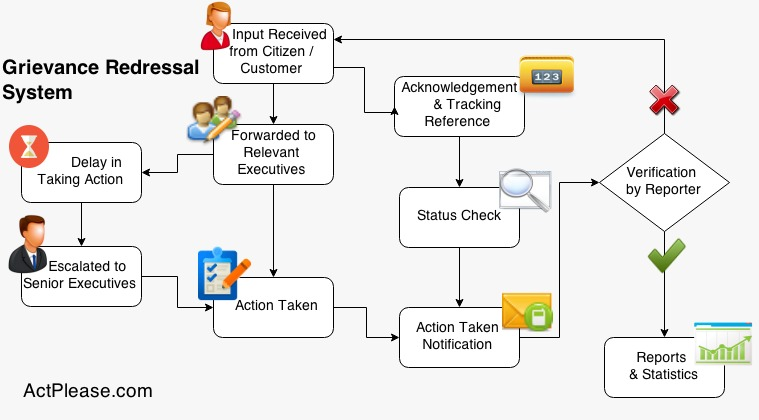 Grievance Redressal
System
Input Received
from Citizen /
Customer
Acknowledgement
& Tracking
Reference
123
Forwarded to
Relevant
Executives
Delay in
Taking Action
Status Check
Verification
by Reporter
Escalated to
Senior Executives
Action Taken
Action Taken
Notification
Reports
& Statistics
ActPlease.com